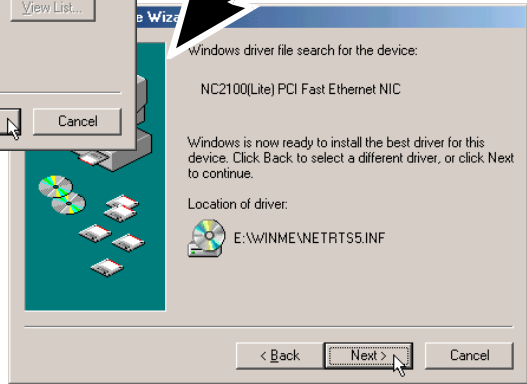 View List...
Cancel
e Wiza
Windows driver file search for the device:
NC2100(Lite) PCI Fast Ethernet NIC
Windows is now ready to install the best driver for this
device. Click Back to select a different driver, or click Next
to continue.
Location of driver:
E:\WINME\NETRTS5.INF
< Back
Next >
Cancel